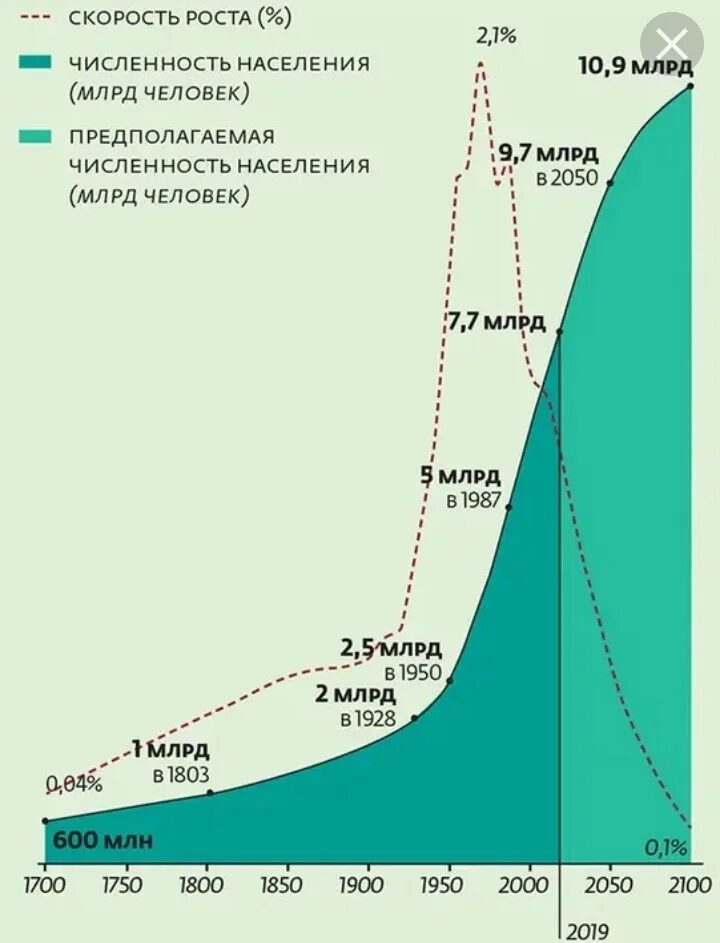 СКОРОСТЬ РОСТА (%)
ЧИСЛЕННОСТЬ НАСЕЛЕНИЯ
(МЛРД ЧЕЛОВЕК)
ПРЕДПОЛАГАЕМАЯ
ЧИСЛЕННОСТЬ НАСЕЛЕНИЯ
(МЛРД ЧЕЛОВЕК)
2,1%
10,9 МЛРД
9,7 МЛРД
в 2050
7,7 МЛРД
5 МЛРД
в 1987
2,5 МЛРД
в 1950
2 МЛРД
в 1928
1 МЛРД
в 1803
0,04%
600 МЛН
0,1%
1700 1750 1800 1850 1900 1950 2000 2050 2100
2019